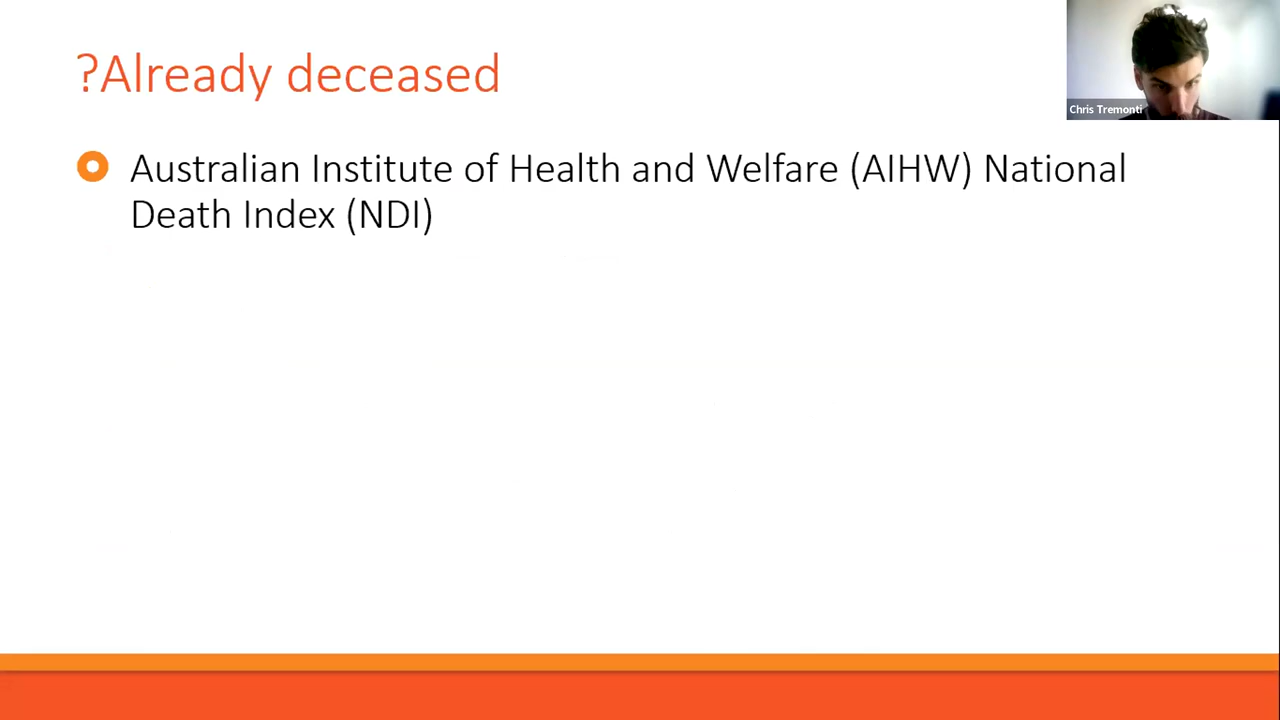 ?Already deceased
Chris Tremonti
Australian Institute of Health and Welfare (AIHW) National
Death Index (NDI)